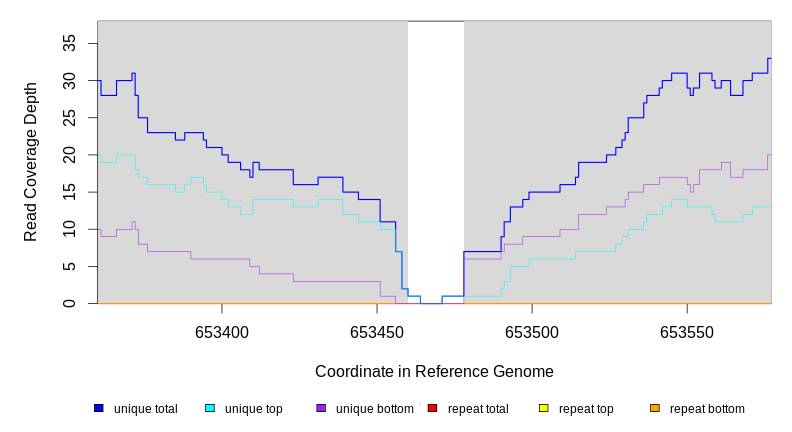 35
30
25
20
15
10
5
0
Read Coverage Depth
653400 653450 653500 653550
Coordinate in Reference Genome
unique total unique top unique bottom repeat total repeat top repeat bottom